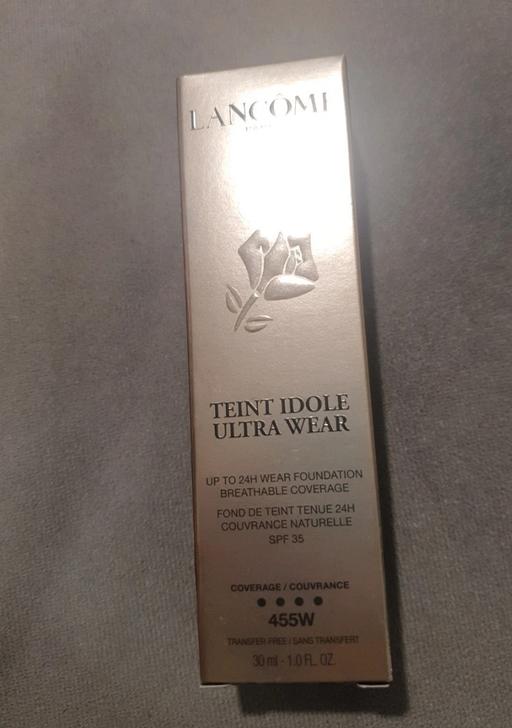 LANCÔME
TEINT IDOLE
ULTRA WEAR
UP TO 24H WEAR FOUNDATION
BREATHABLE COVERAGE
FOND DE TEINT TENUE 24H
COUVRANCE NATURELLE
SPF 35
COVERAGE / COUVRANCE
455W
TRANSFER-FREE / SANS TRANSFERT
30 ml - 1.0 FL. OZ.